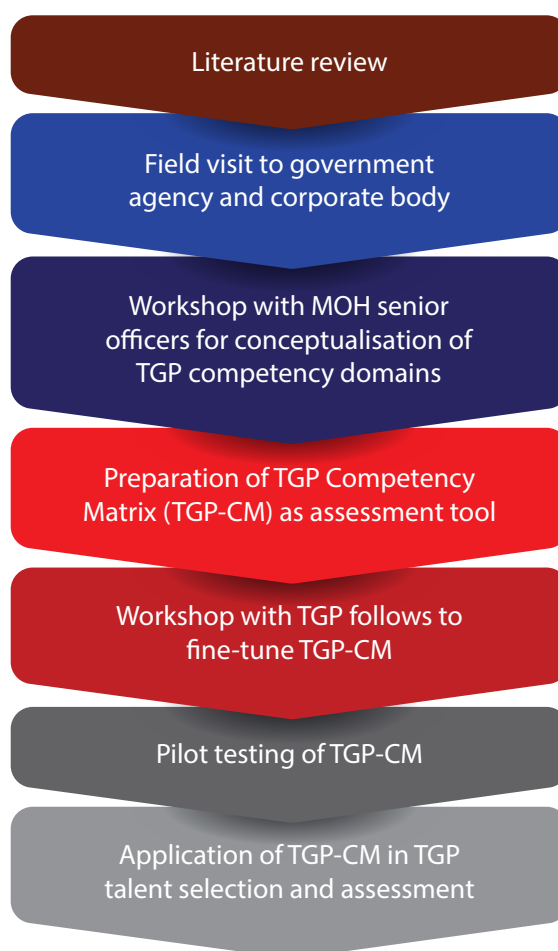 Literature review
Field visit to government
agency and corporate body
Workshop with MOH senior
officers for conceptualisation of
TGP competency domains
Preparation of TGP Competency
Matrix (TGP-CM) as assessment tool
Workshop with TGP follows to
fine-tune TGP-CM
Pilot testing of TGP-CM
Application of TGP-CM in TGP
talent selection and assessment